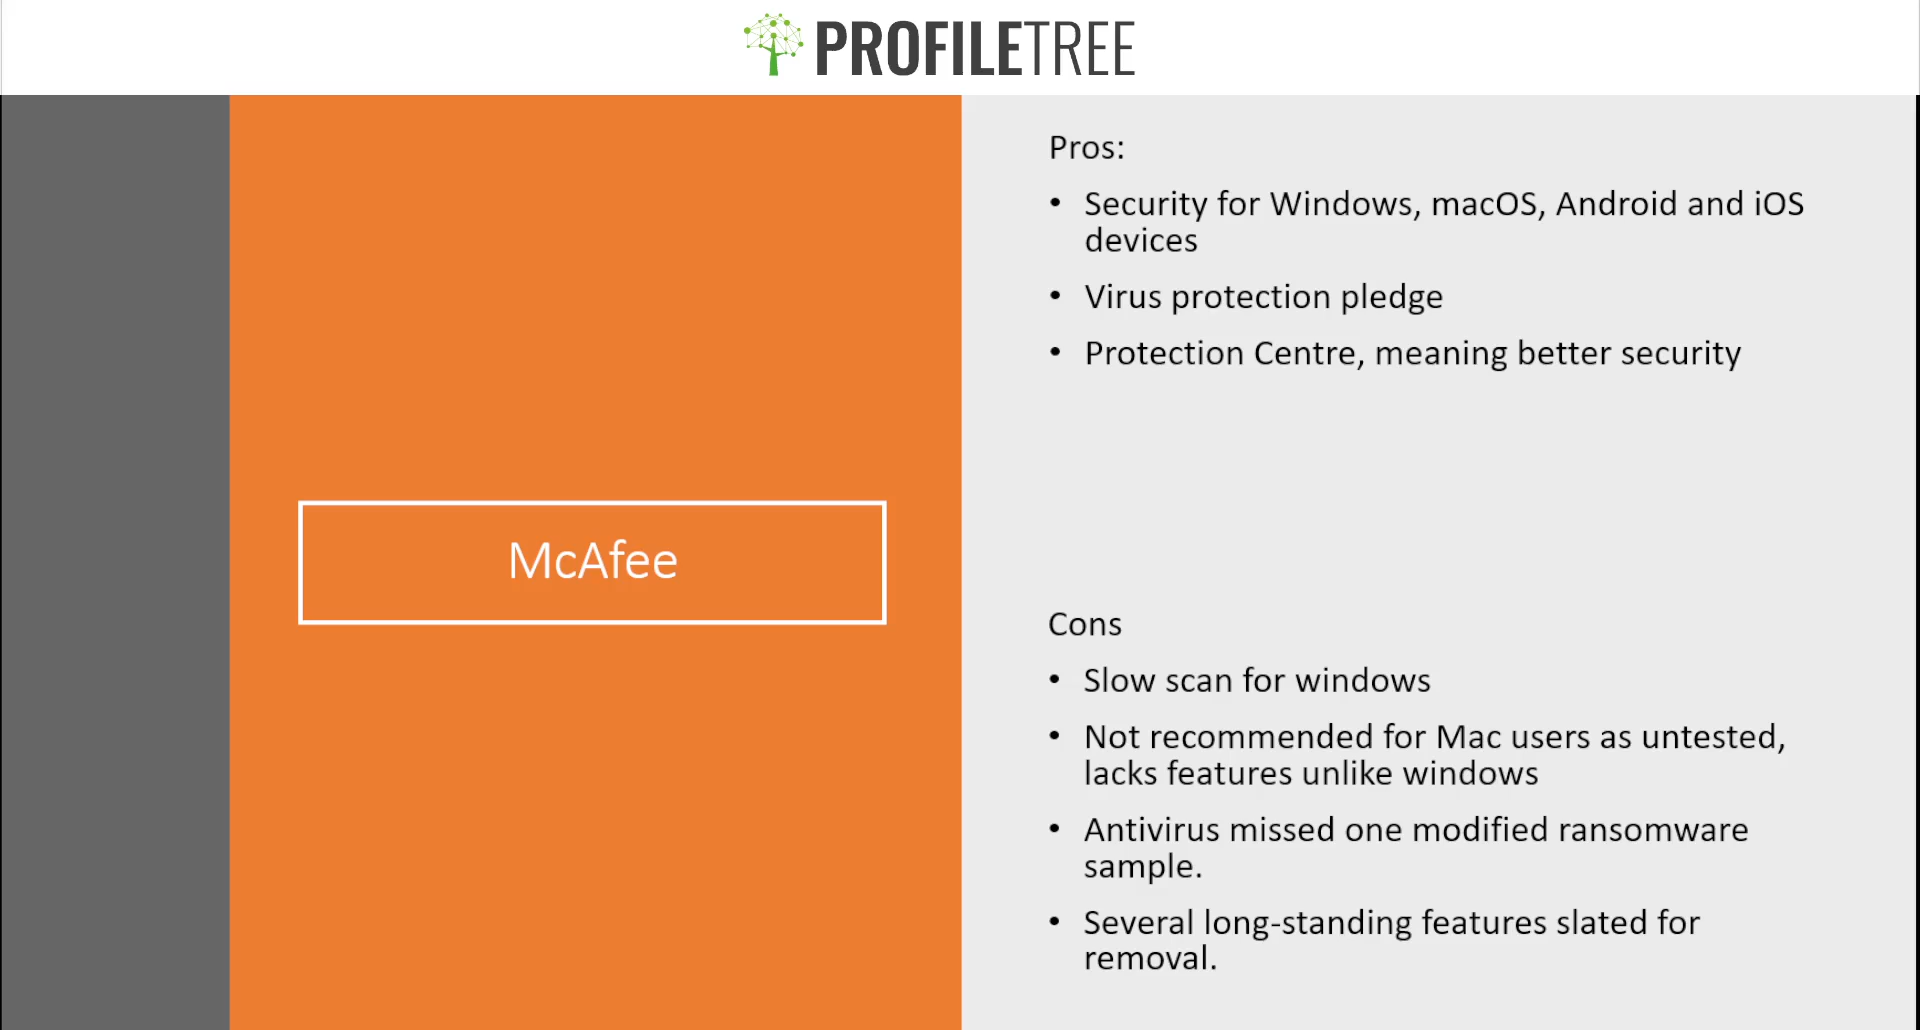 PROFILETREE
McAfee
Pros:
• Security for Windows, macOS, Android and iOS
devices
• Virus protection pledge
• Protection Centre, meaning better security
Cons
• Slow scan for windows
• Not recommended for Mac users as untested,
lacks features unlike windows
• Antivirus missed one modified ransomware
sample.
• Several long-standing features slated for
removal.